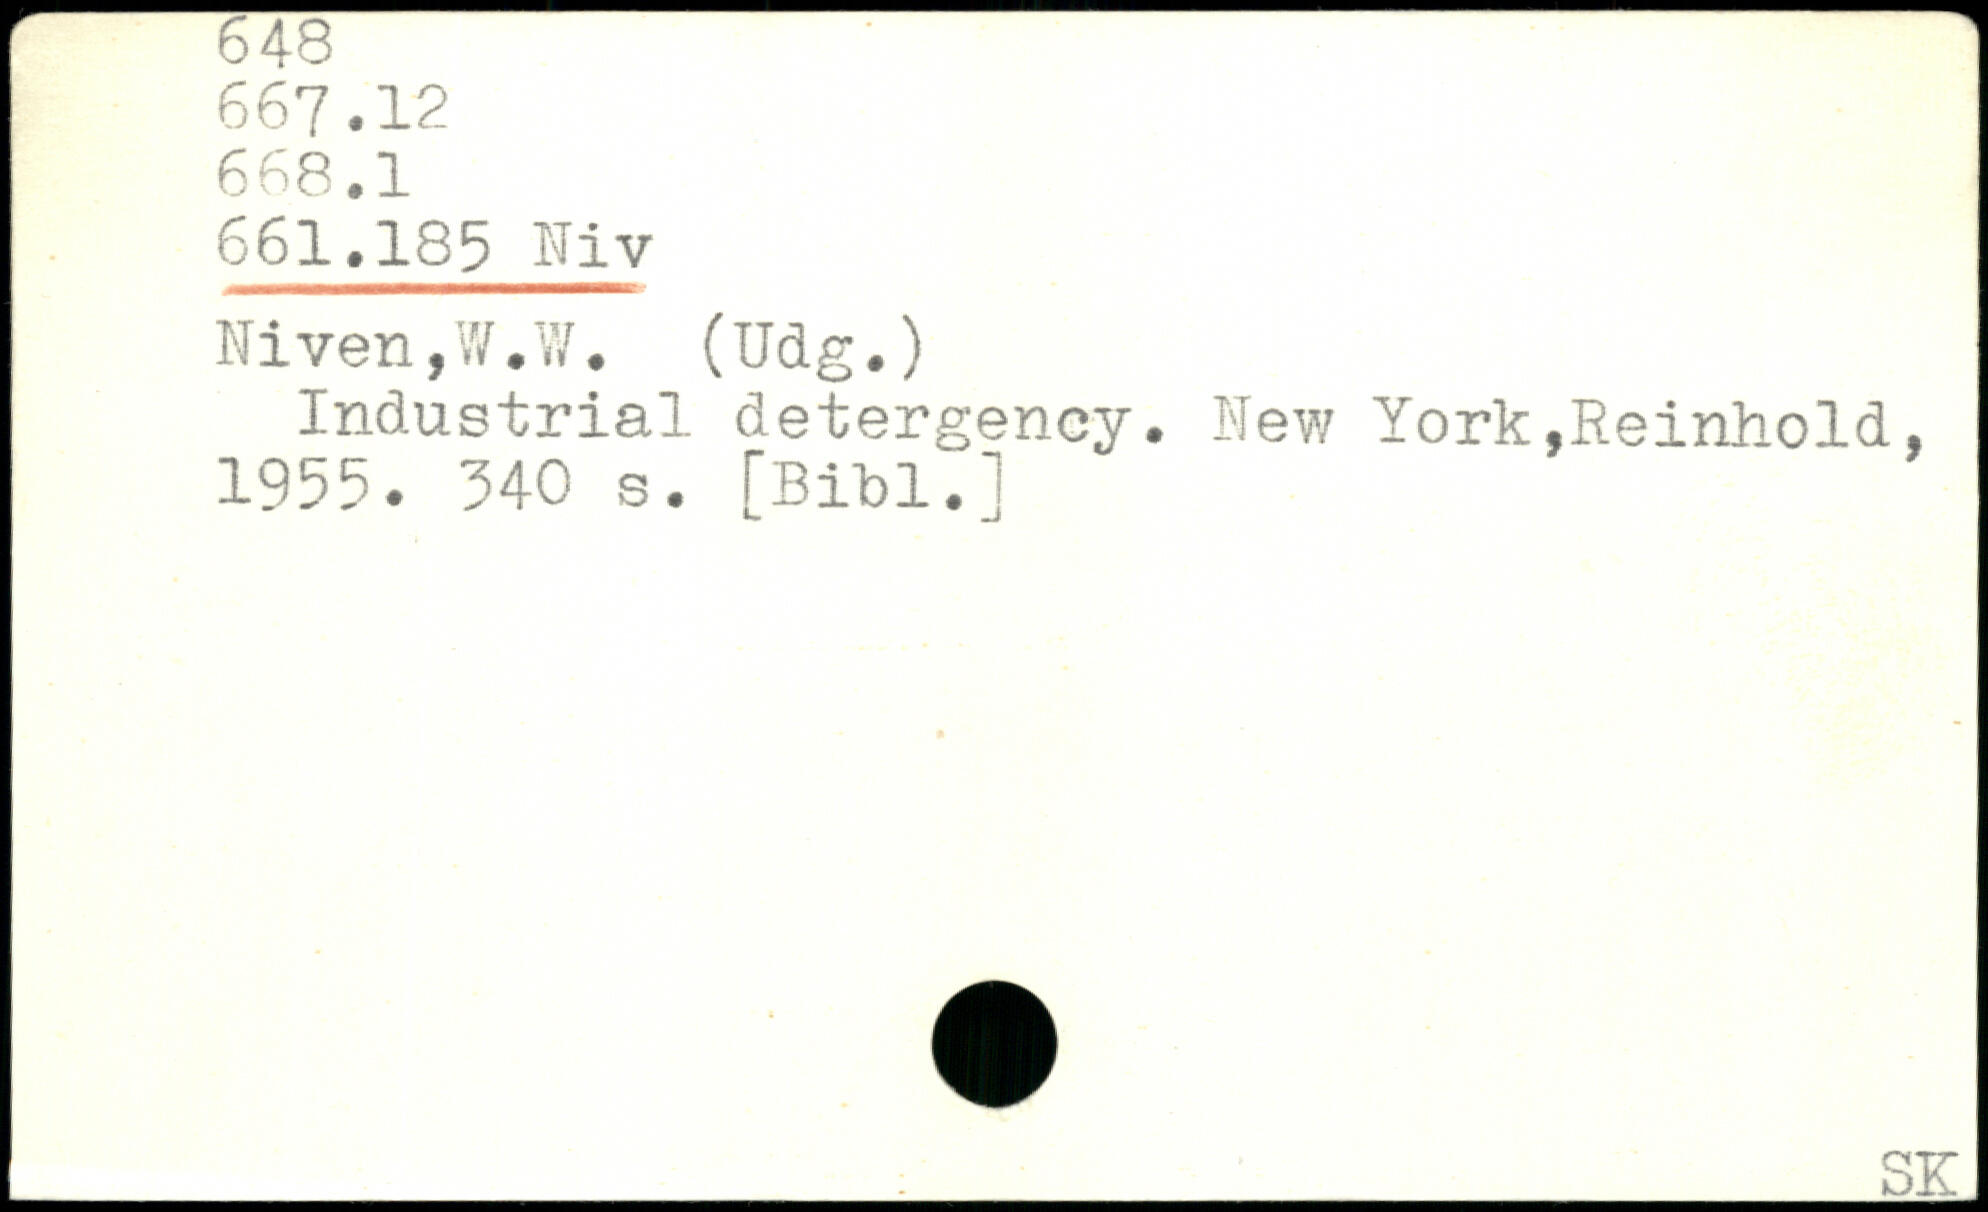 648
667.12
668.1
661.185 Niv
Niven,W.W. (Udg.)
Industrial detergency. New York,Reinhold,
1955. 340 s. [Bibl.]
SK